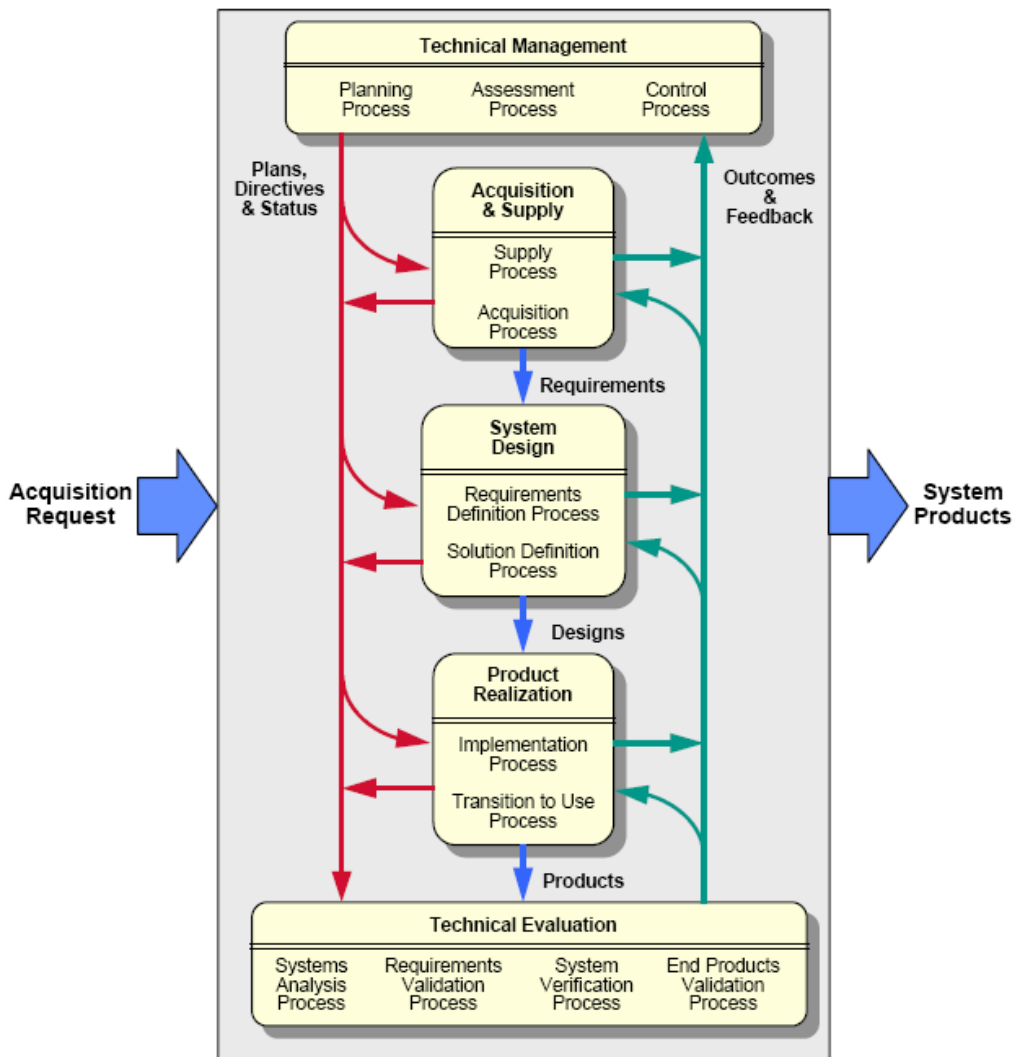 Technical Management
Planning
Process
Assessment
Process
Control
Process
Plans,
Directives
& Status
Outcomes
&
Feedback
Acquisition
& Supply
Supply
Process
Acquisition
Process
Requirements
System
Design
Requirements
Definition Process
Solution Definition
Process
Acquisition
Request
System
Products
Designs
Product
Realization
Implementation
Process
Transition to Use
Process
Products
Technical Evaluation
Systems
Analysis
Process
Requirements
Validation
Process
System
Verification
Process
End Products
Validation
Process